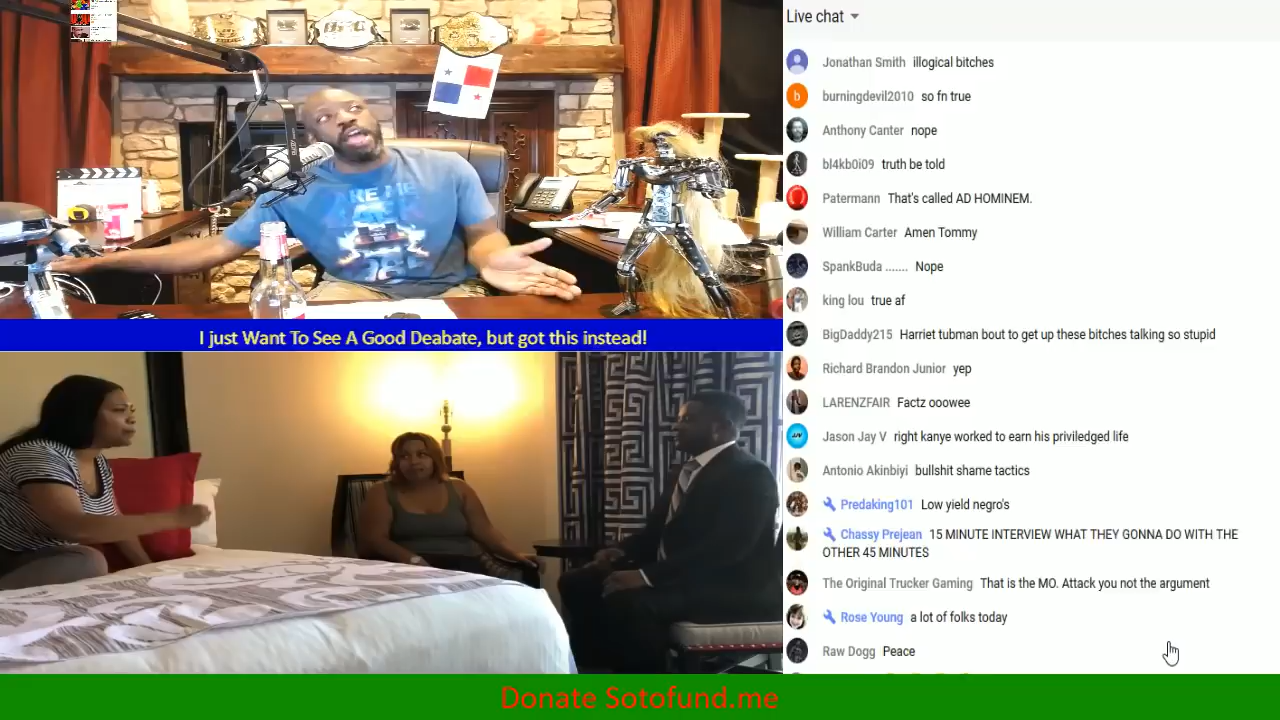 Live chat
Jonathan Smith illogical bitches
burningdevil2010 so fn true
Anthony Canter nope
bl4kb0i09 truth be told
Patermann That's called AD HOMINEM.
William Carter Amen Tommy
SpankBuda ....... Nope
king lou true af
BigDaddy215 Harriet tubman bout to get up these bitches talking so stupid
Richard Brandon Junior yep
LARENZFAIR Factz ooowee
Jason Jay V right kanye worked to earn his priviledged life
Antonio Akinbiyi bullshit shame tactics
Predaking101 Low yield negro's
Chassy Prejean 15 MINUTE INTERVIEW WHAT THEY GONNA DO WITH THE
OTHER 45 MINUTES
The Original Trucker Gaming That is the MO. Attack you not the argument
Rose Young a lot of folks today
Raw Dogg Peace
I just Want To See A Good Deabate, but got this instead!
Donate Sotofund.me